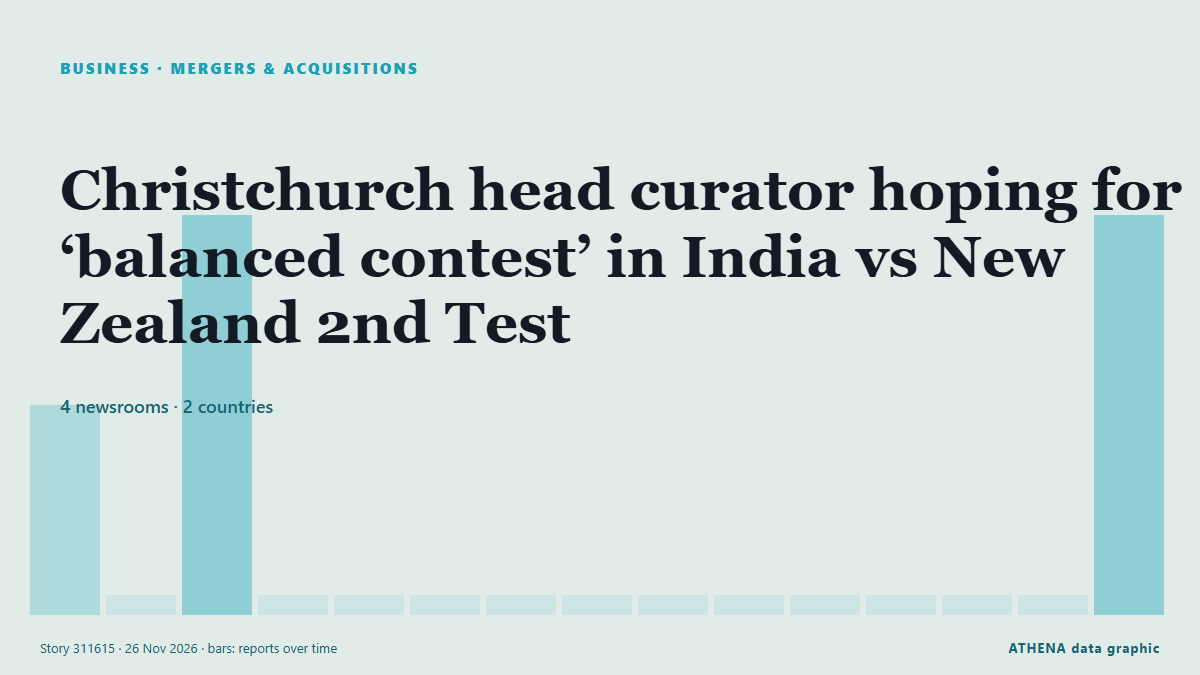 BUSINESS · MERGERS & ACQUISITIONS
Christchurch head curator hoping for
‘balanced contest’ in India vs New
Zealand 2nd Test
4 newsrooms · 2 countries
Story 311615 · 26 Nov 2026 · bars: reports over time
ATHENA data graphic